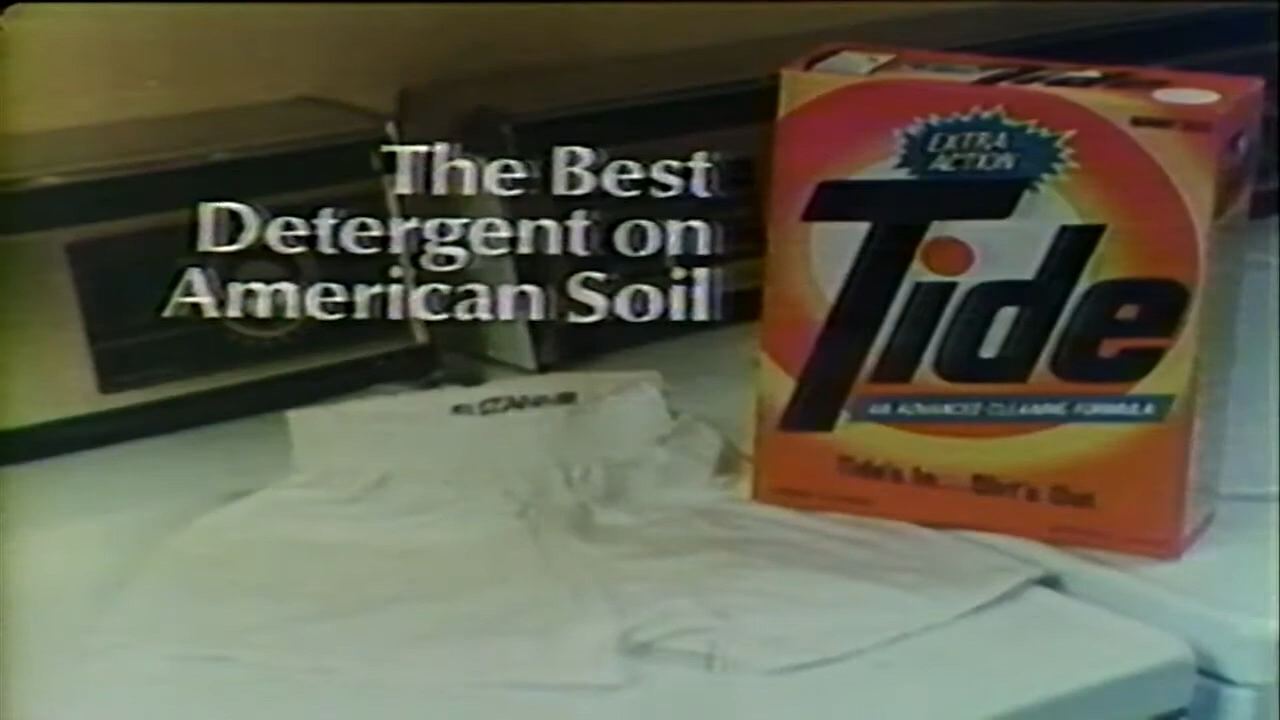 The Best
Detergent on
American Soil
EXTRA
ACTION
Tide
AN ADVANCED CLEANING FORMULA
Tide's In... Dirt's Out